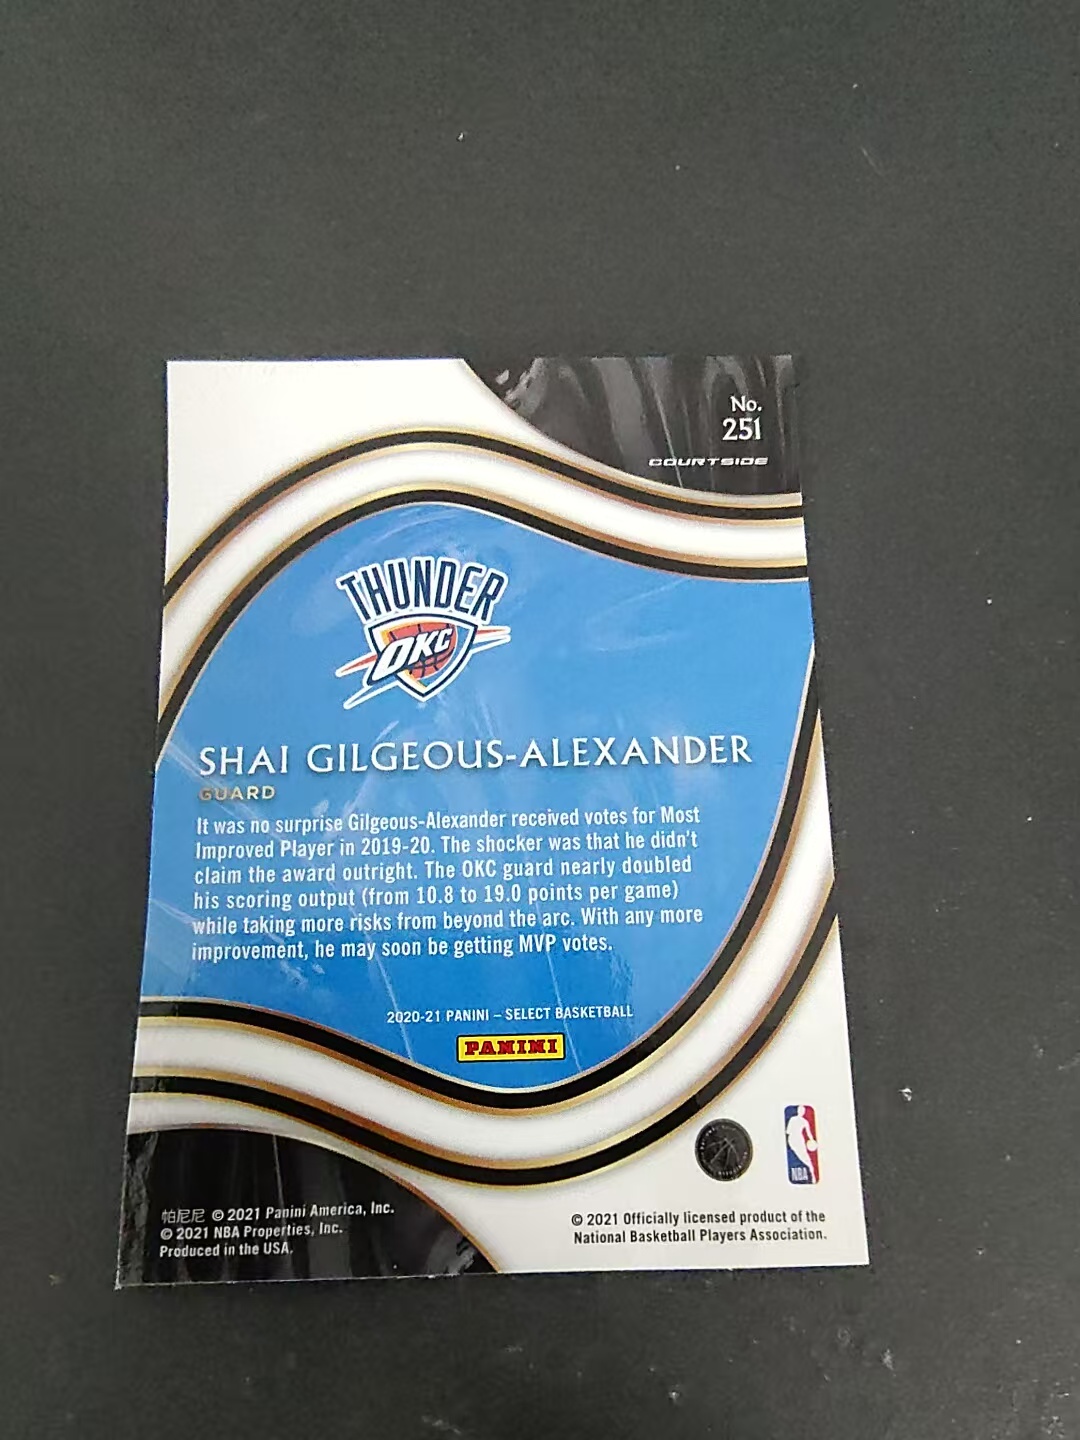 No.
251
COURTSIDE
THUNDER
OKC
SHAI GILGEOUS-ALEXANDER
GUARD
It was no surprise Gilgeous-Alexander received votes for Most
Improved Player in 2019-20. The shocker was that he didn't
claim the award outright. The OKC guard nearly doubled
his scoring output (from 10.8 to 19.0 points per game)
while taking more risks from beyond the arc. With any more
improvement, he may soon be getting MVP votes.
2020-21 PANINI – SELECT BASKETBALL
PANINI
NBA
帕尼尼 © 2021 Panini America, Inc.
© 2021 NBA Properties, Inc.
Produced in the USA.
© 2021 Officially licensed product of the
National Basketball Players Association.